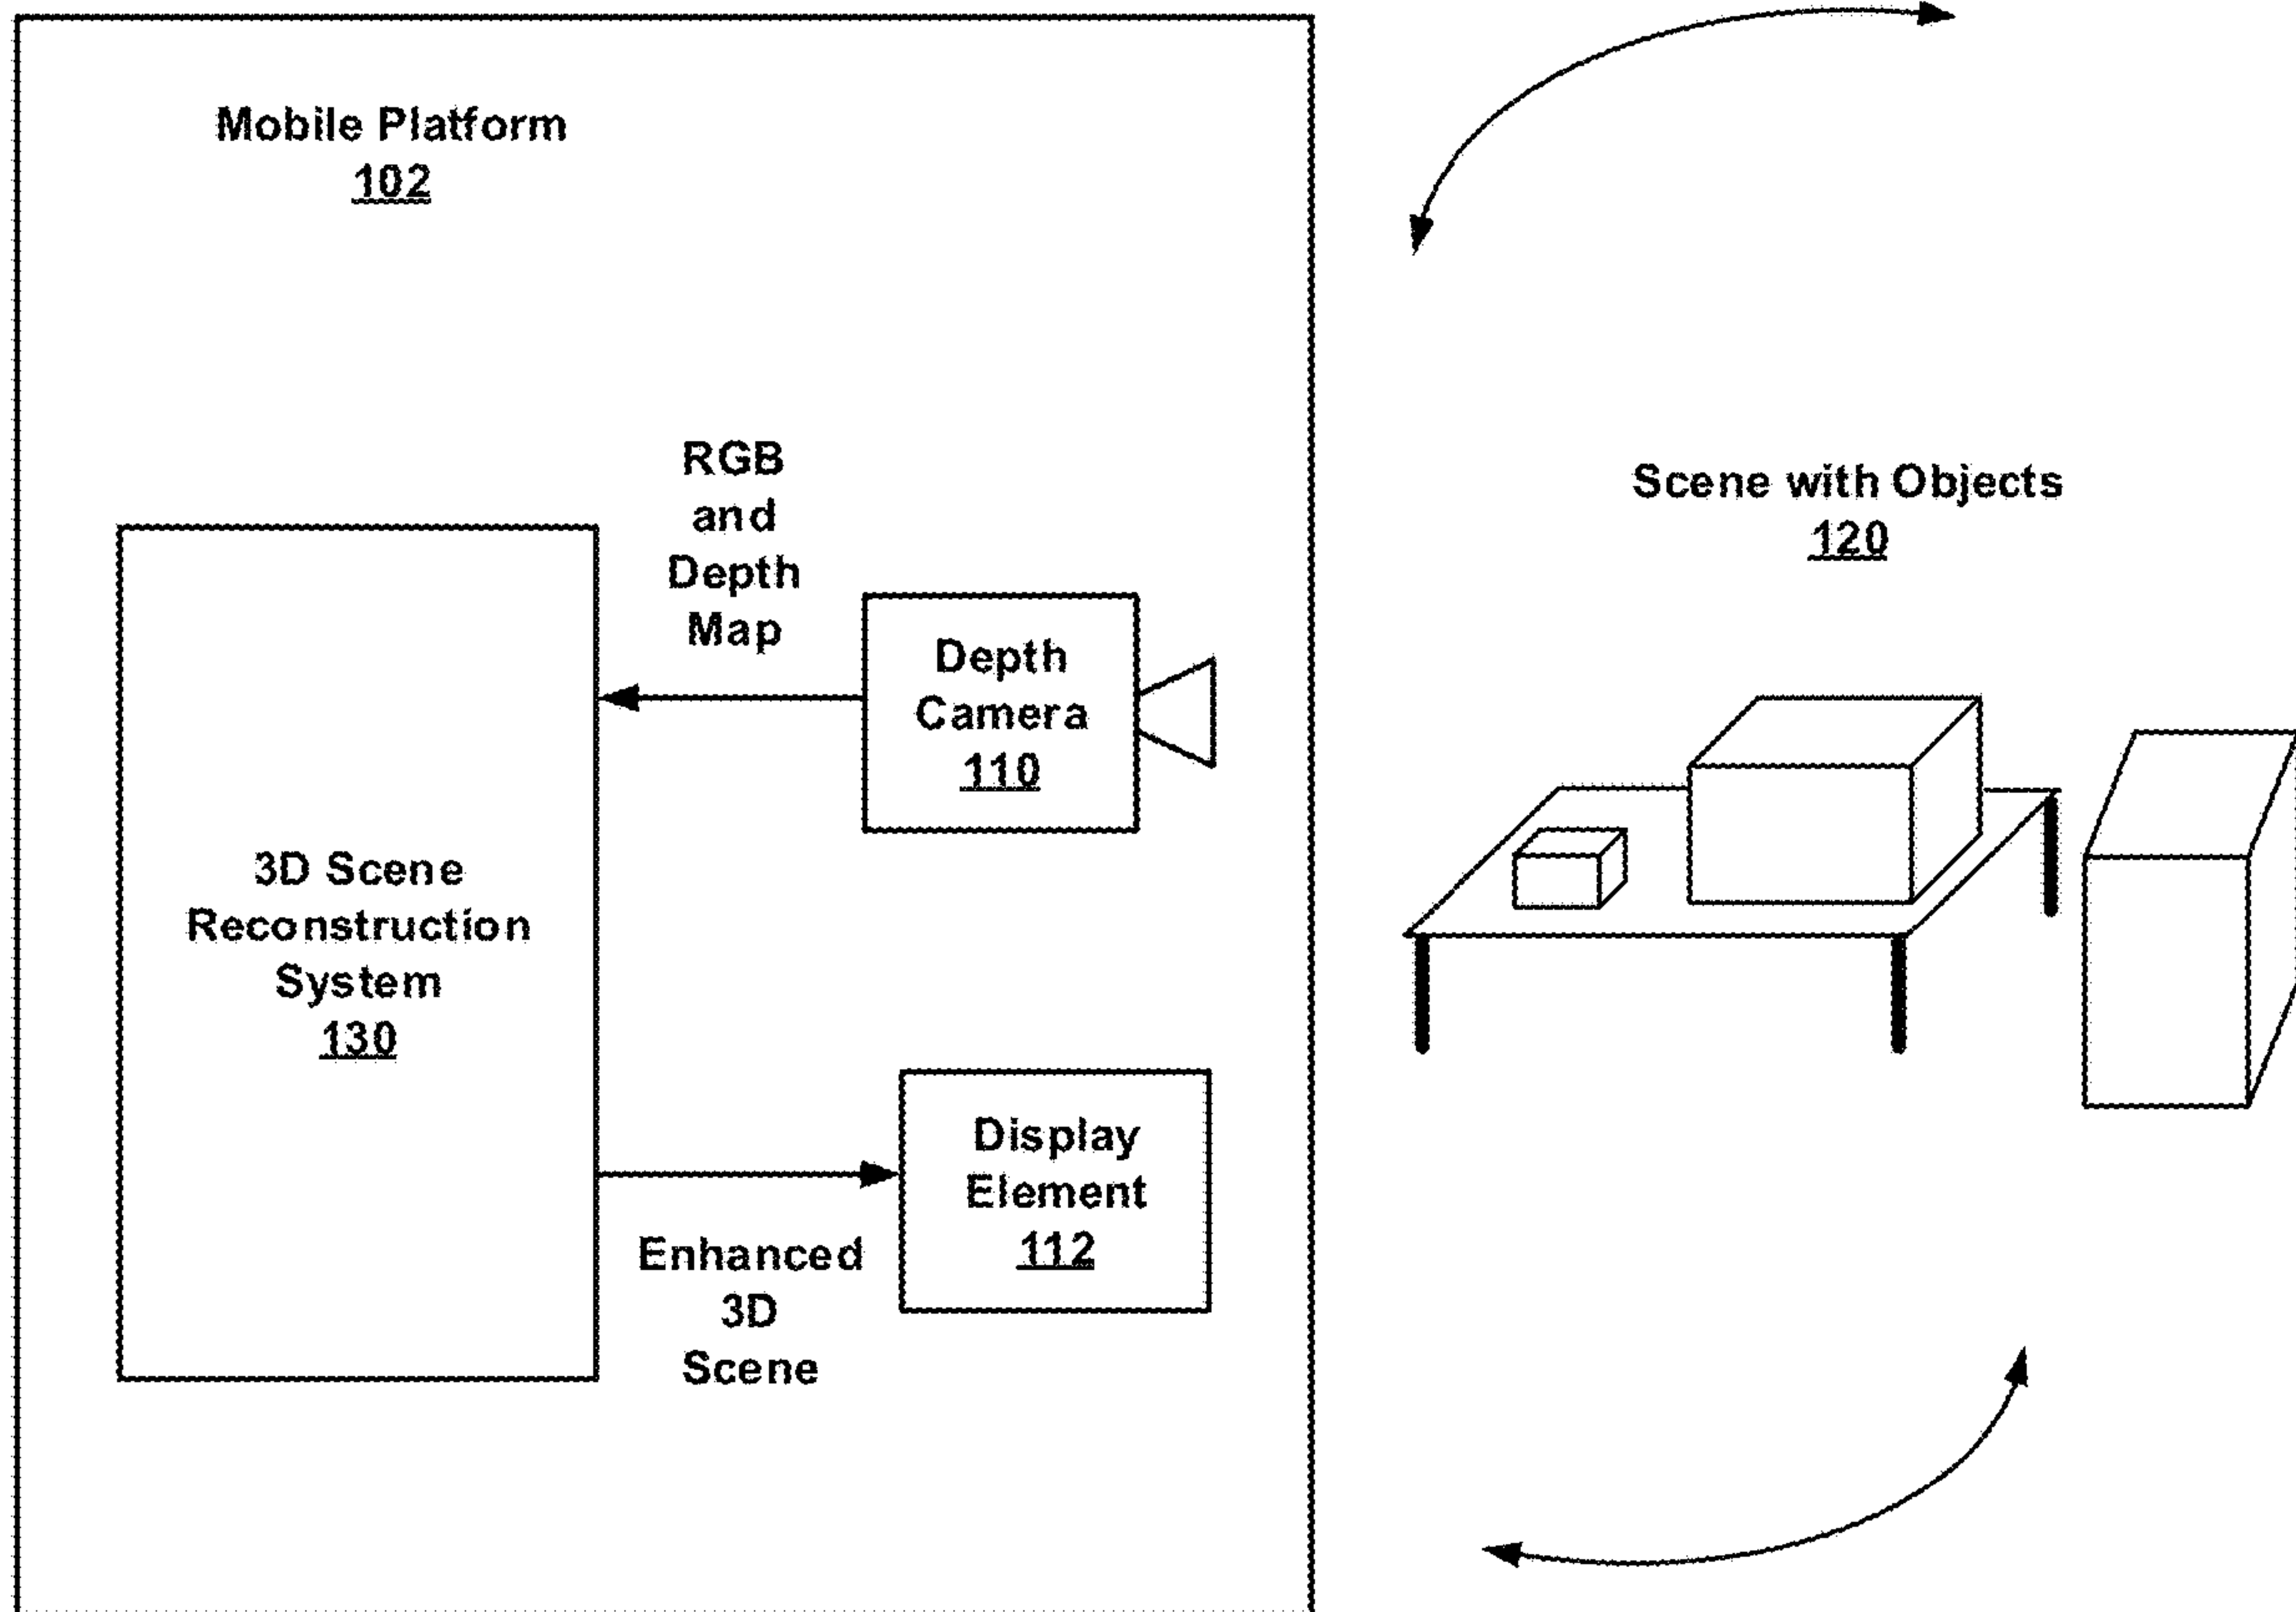 Mobile Platform
102
RGB
and
Depth
Map
Depth
Camera
110
3D Scene
Reconstruction
System
130
Display
Element
112
Enhanced
3D
Scene
Scene with Objects
120